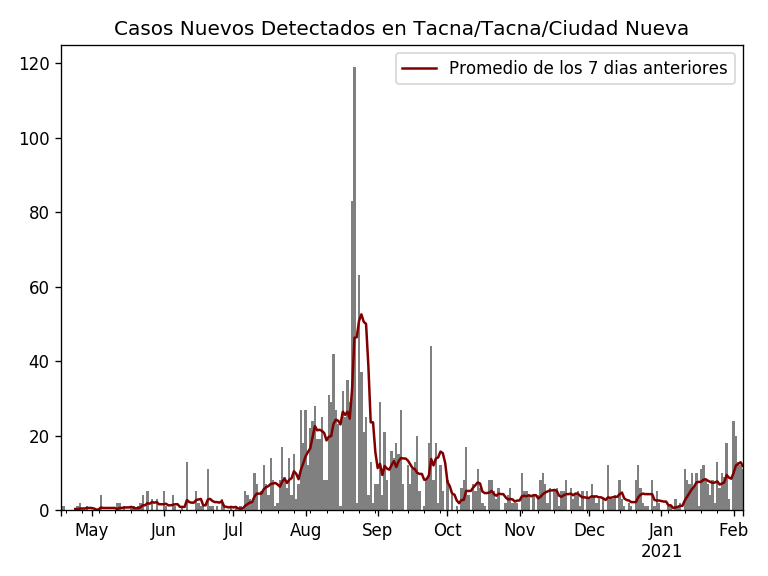 Casos Nuevos Detectados en Tacna/Tacna/Ciudad Nueva
Promedio de los 7 dias anteriores
120
100
80
60
40
20
0
May Jun Jul Aug Sep Oct Nov Dec Jan Feb
2021